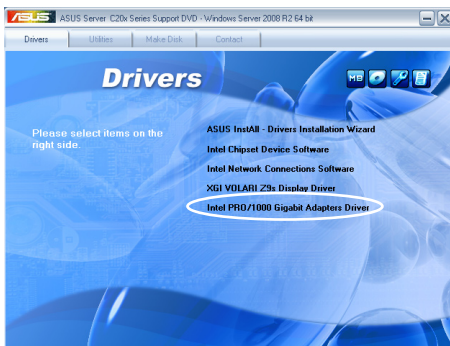 ASUS ASUS Server C20x Series Support DVD - Windows Server 2008 R2 64 bit
Drivers Utilities Make Disk Contact
Drivers
MB
Please select items on the
right side.
ASUS InstAll - Drivers Installation Wizard
Intel Chipset Device Software
Intel Network Connections Software
XGI VOLARI Z9s Display Driver
Intel PRO/1000 Gigabit Adapters Driver